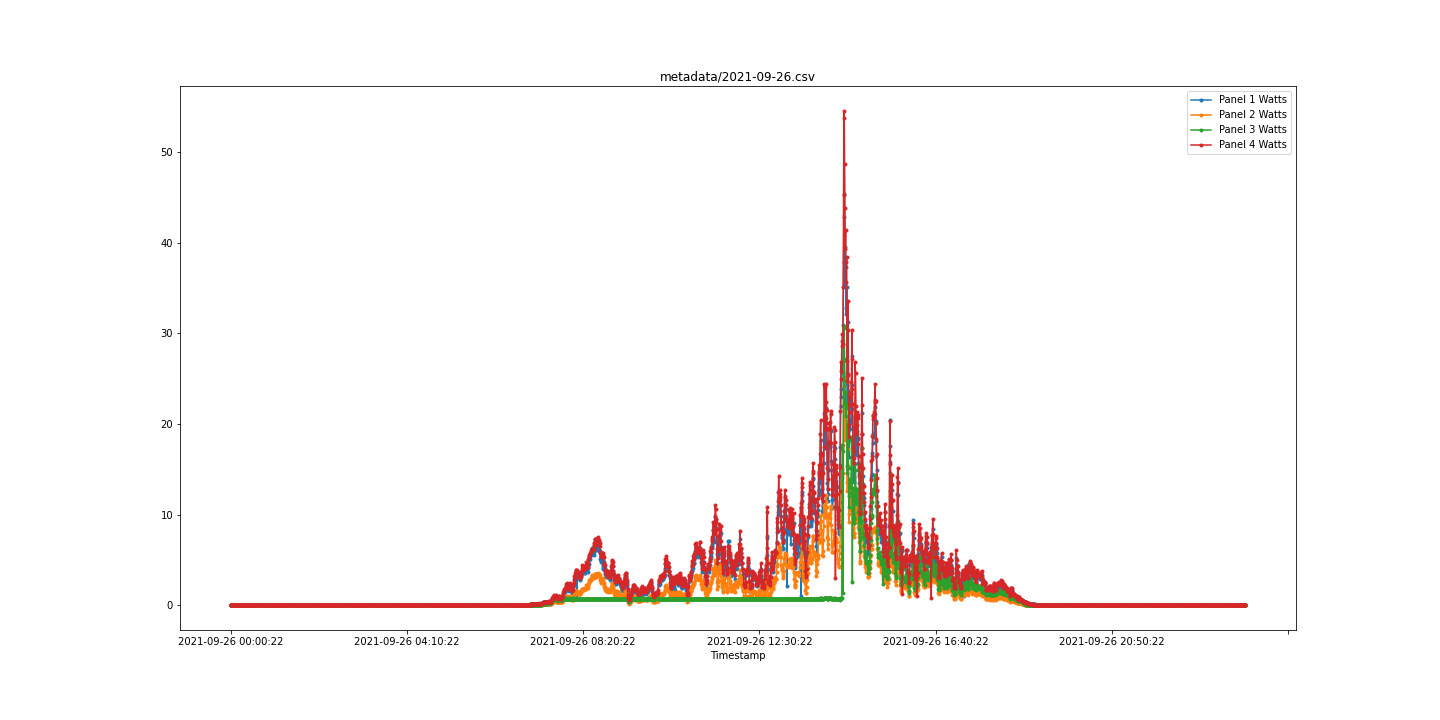 metadata/2021-09-26.csv
Panel 1 Watts
Panel 2 Watts
Panel 3 Watts
Panel 4 Watts
50
40
30
20
10
0
2021-09-26 00:00:22 2021-09-26 04:10:22 2021-09-26 08:20:22 2021-09-26 12:30:22 2021-09-26 16:40:22 2021-09-26 20:50:22
Timestamp